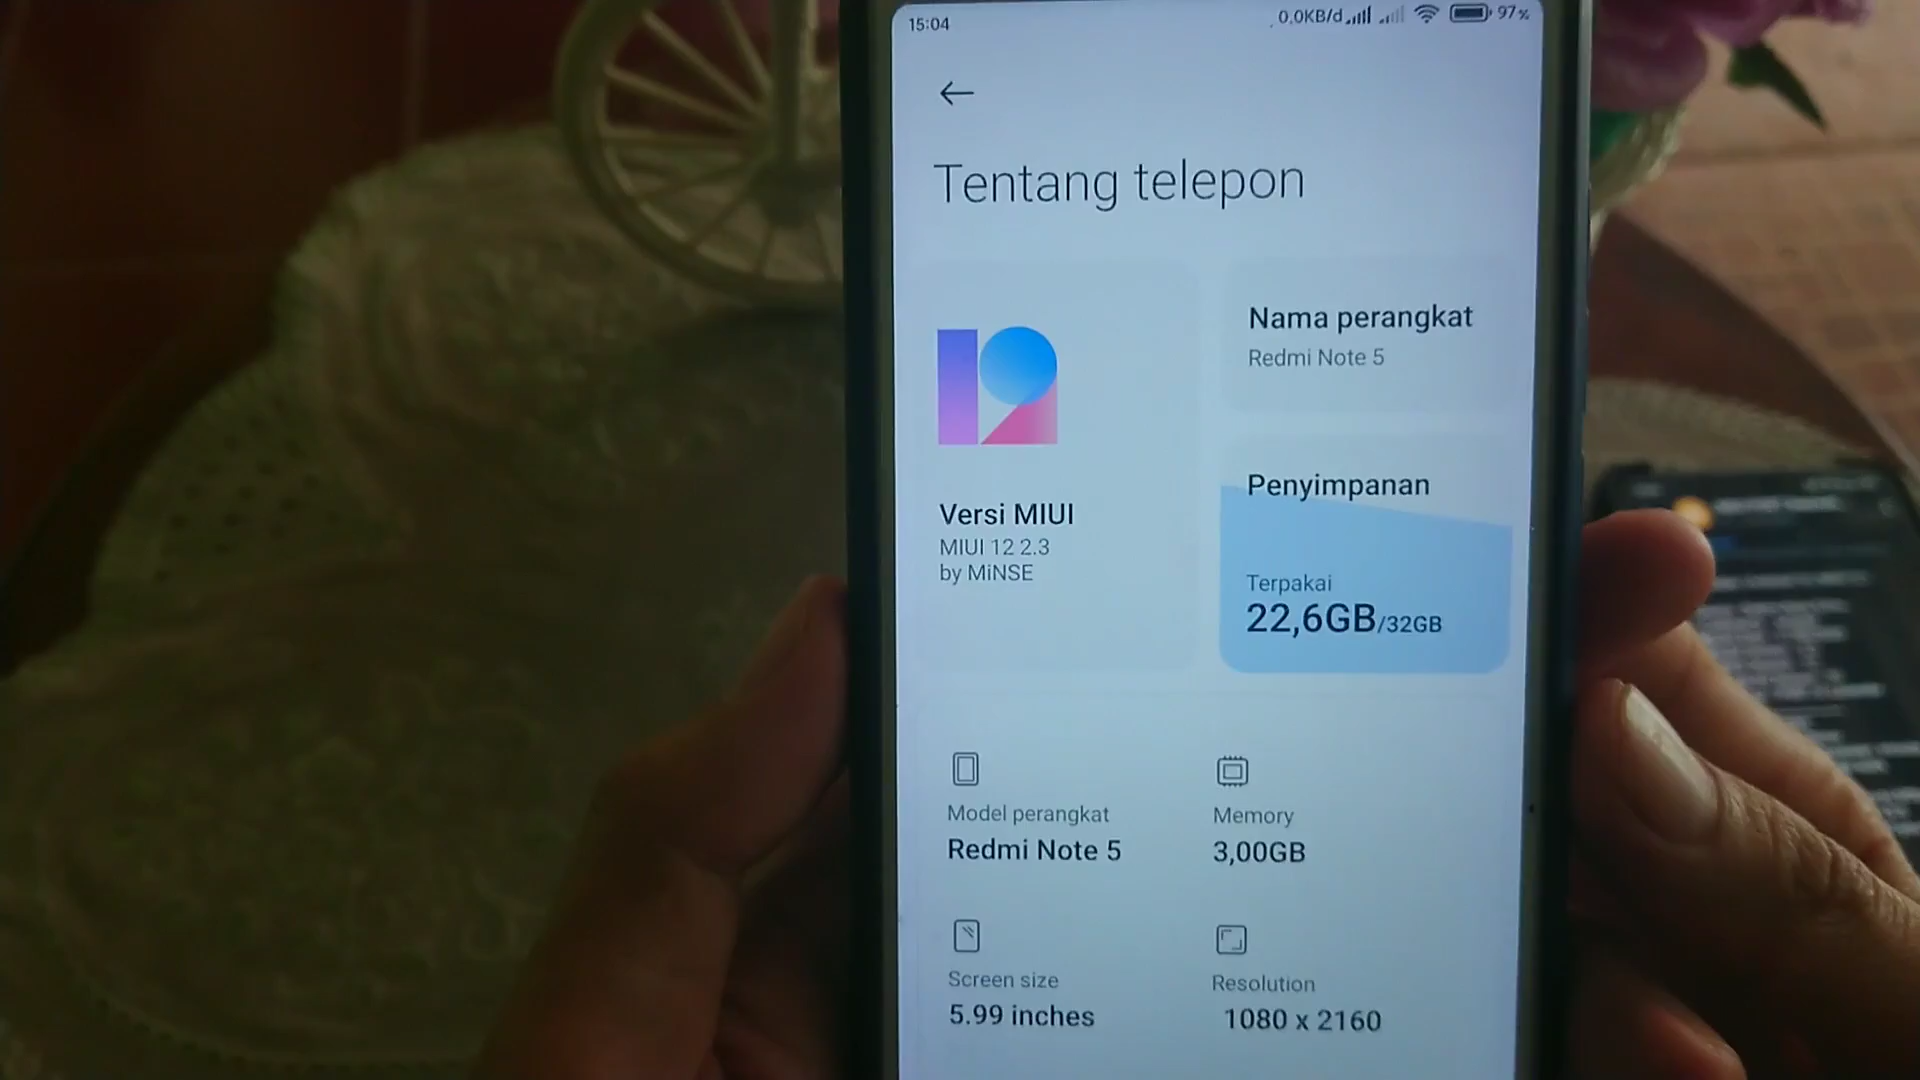 15:04
0,0KB/d
97%
Tentang telepon
Nama perangkat
Redmi Note 5
Versi MIUI
MIUI 12 2.3
by MiNSE
Penyimpanan
Terpakai
22,6GB/32GB
Model perangkat
Redmi Note 5
Memory
3,00GB
Screen size
5.99 inches
Resolution
1080 x 2160